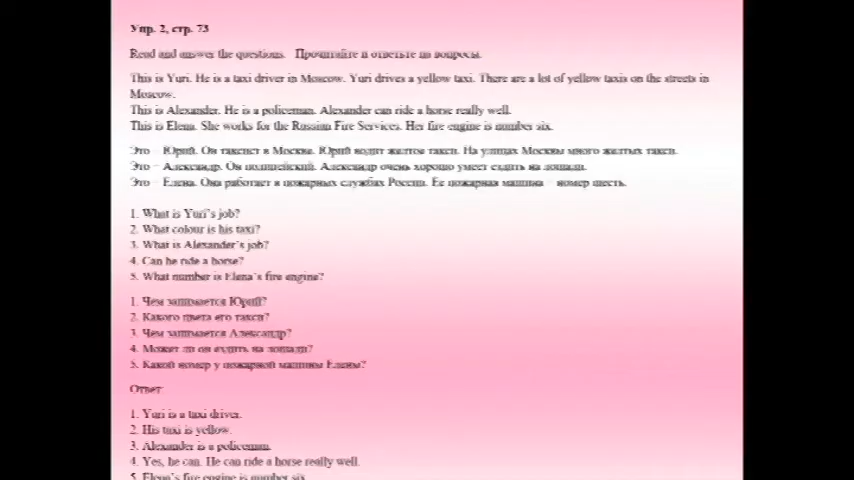 Упр. 2, стр. 73
Read and answer the questions. Прочитайте и ответьте на вопросы.
This is Yuri. He is a taxi driver in Moscow. Yuri drives a yellow taxi. There are a lot of yellow taxis on the streets in
Moscow.
This is Alexander. He is a policeman. Alexander can ride a horse really well.
This is Elena. She works for the Russian Fire Services. Her fire engine is number six.
Это – Юрий. Он таксист в Москве. Юрий водит желтое такси. На улицах Москвы много желтых такси.
Это – Александр. Он полицейский. Александр очень хорошо умеет ездить на лошади.
Это – Елена. Она работает в пожарных службах России. Ее пожарная машина – номер шесть.
1. What is Yuri's job?
2. What colour is his taxi?
3. What is Alexander's job?
4. Can he ride a horse?
5. What number is Elena's fire engine?
1. Чем занимается Юрий?
2. Какого цвета его такси?
3. Чем занимается Александр?
4. Может ли он ездить на лошади?
5. Какой номер у пожарной машины Елены?
Ответ:
1. Yuri is a taxi driver.
2. His taxi is yellow.
3. Alexander is a policeman.
4. Yes, he can. He can ride a horse really well.
5. Elena's fire engine is number six.